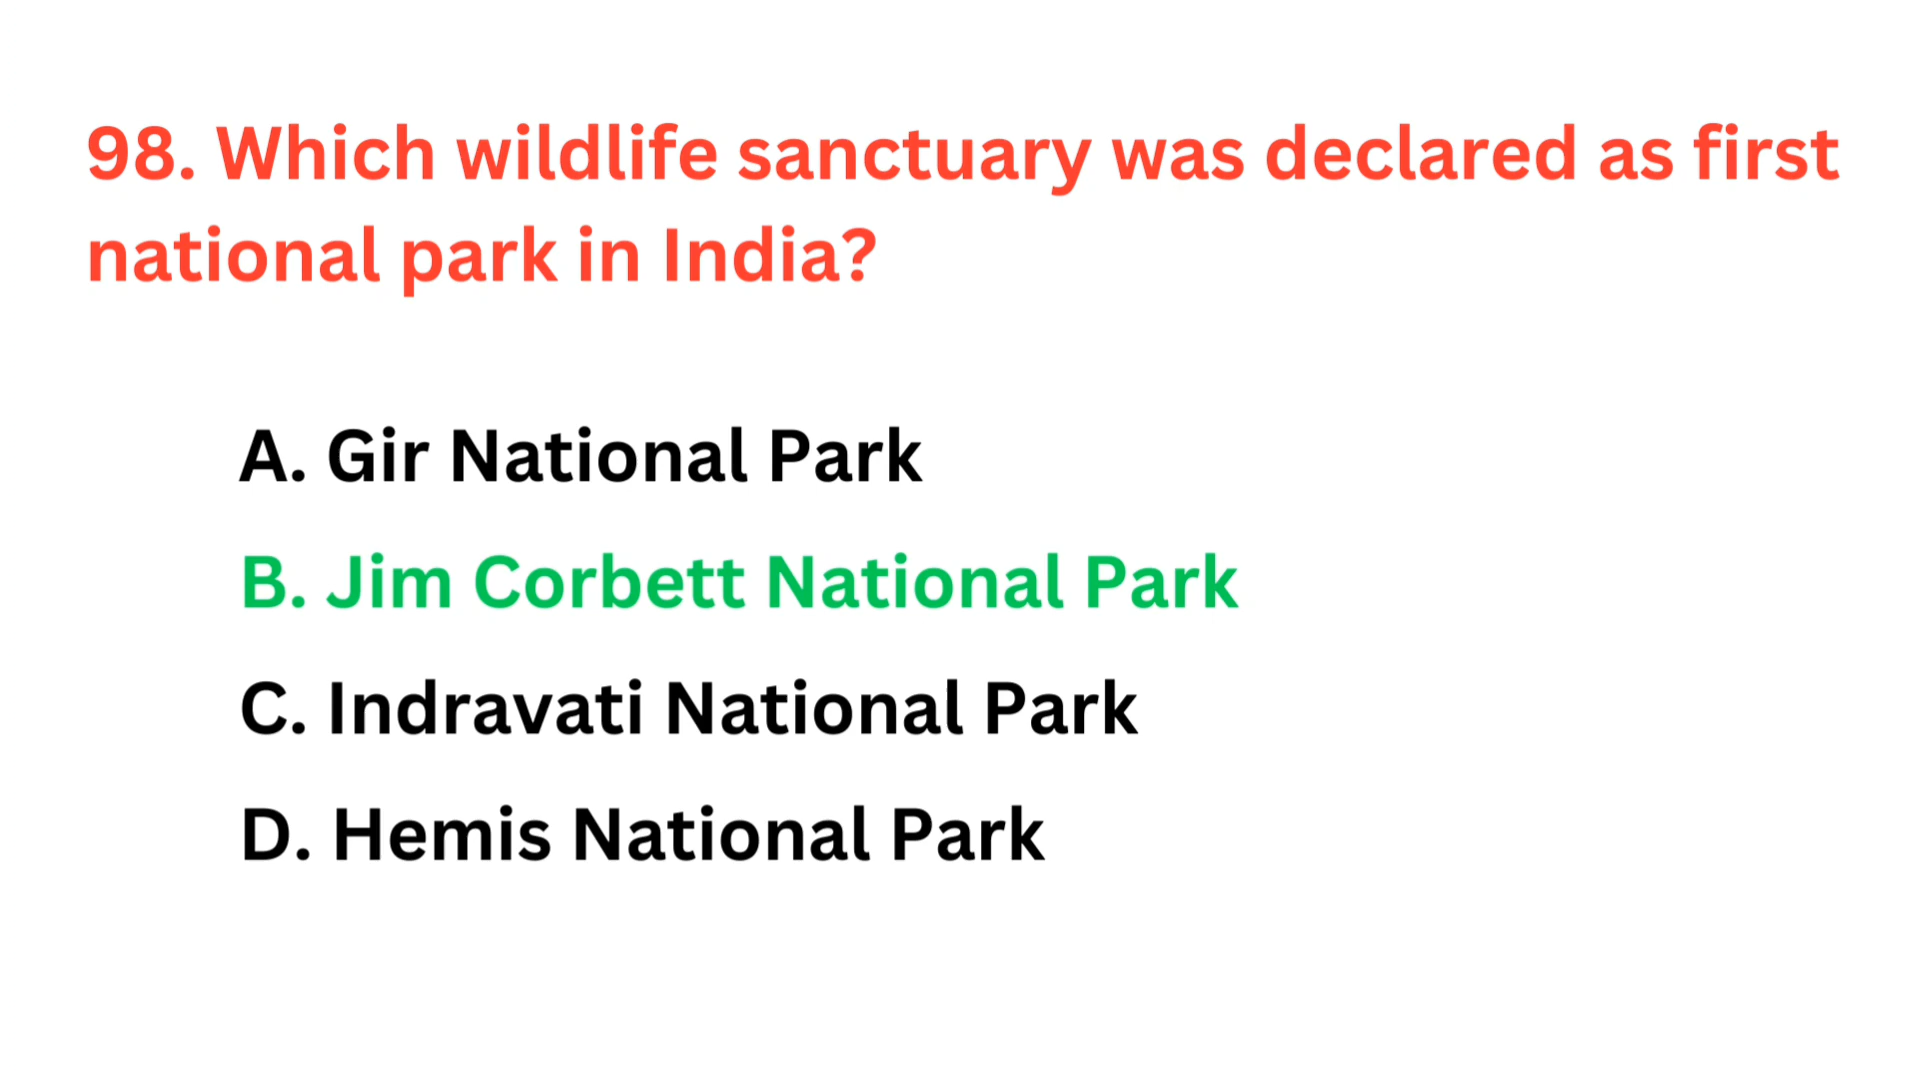 98. Which wildlife sanctuary was declared as first
national park in India?
A. Gir National Park
B. Jim Corbett National Park
C. Indravati National Park
D. Hemis National Park